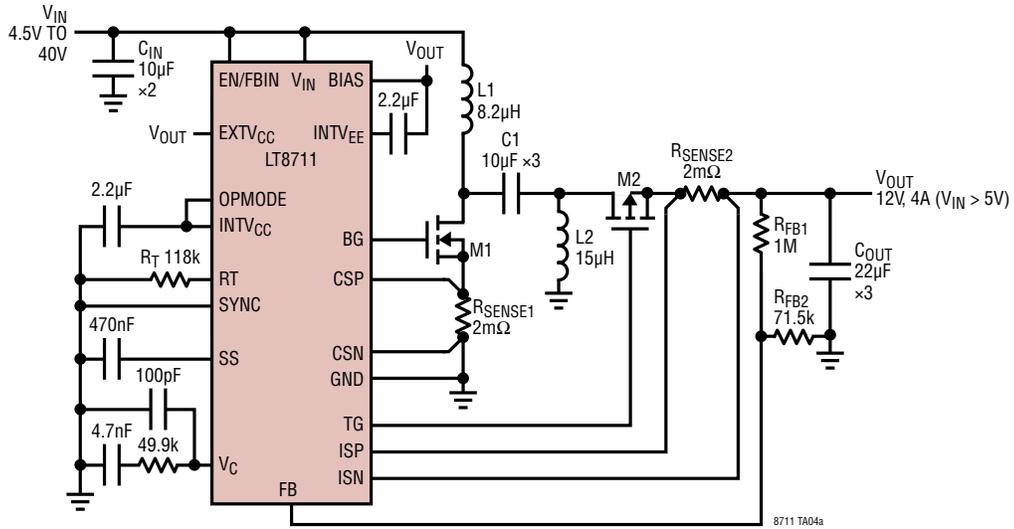 VIN
4.5V TO
40V
CIN
10µF
×2
VOUT
EN/FBIN
VIN
BIAS
2.2µF
L1
8.2µH
VOUT
EXTVCC
INTVEE
LT8711
C1
10µF ×3
M2
RSENSE2
2mΩ
VOUT
12V, 4A (VIN > 5V)
2.2µF
OPMODE
INTVCC
BG
M1
L2
15µH
RFB1
1M
COUT
22µF
×3
RT 118k
RT
CSP
SYNC
RSENSE1
2mΩ
RFB2
71.5k
470nF
SS
CSN
GND
100pF
TG
4.7nF
49.9k
VC
ISP
ISN
FB
8711 TA04a